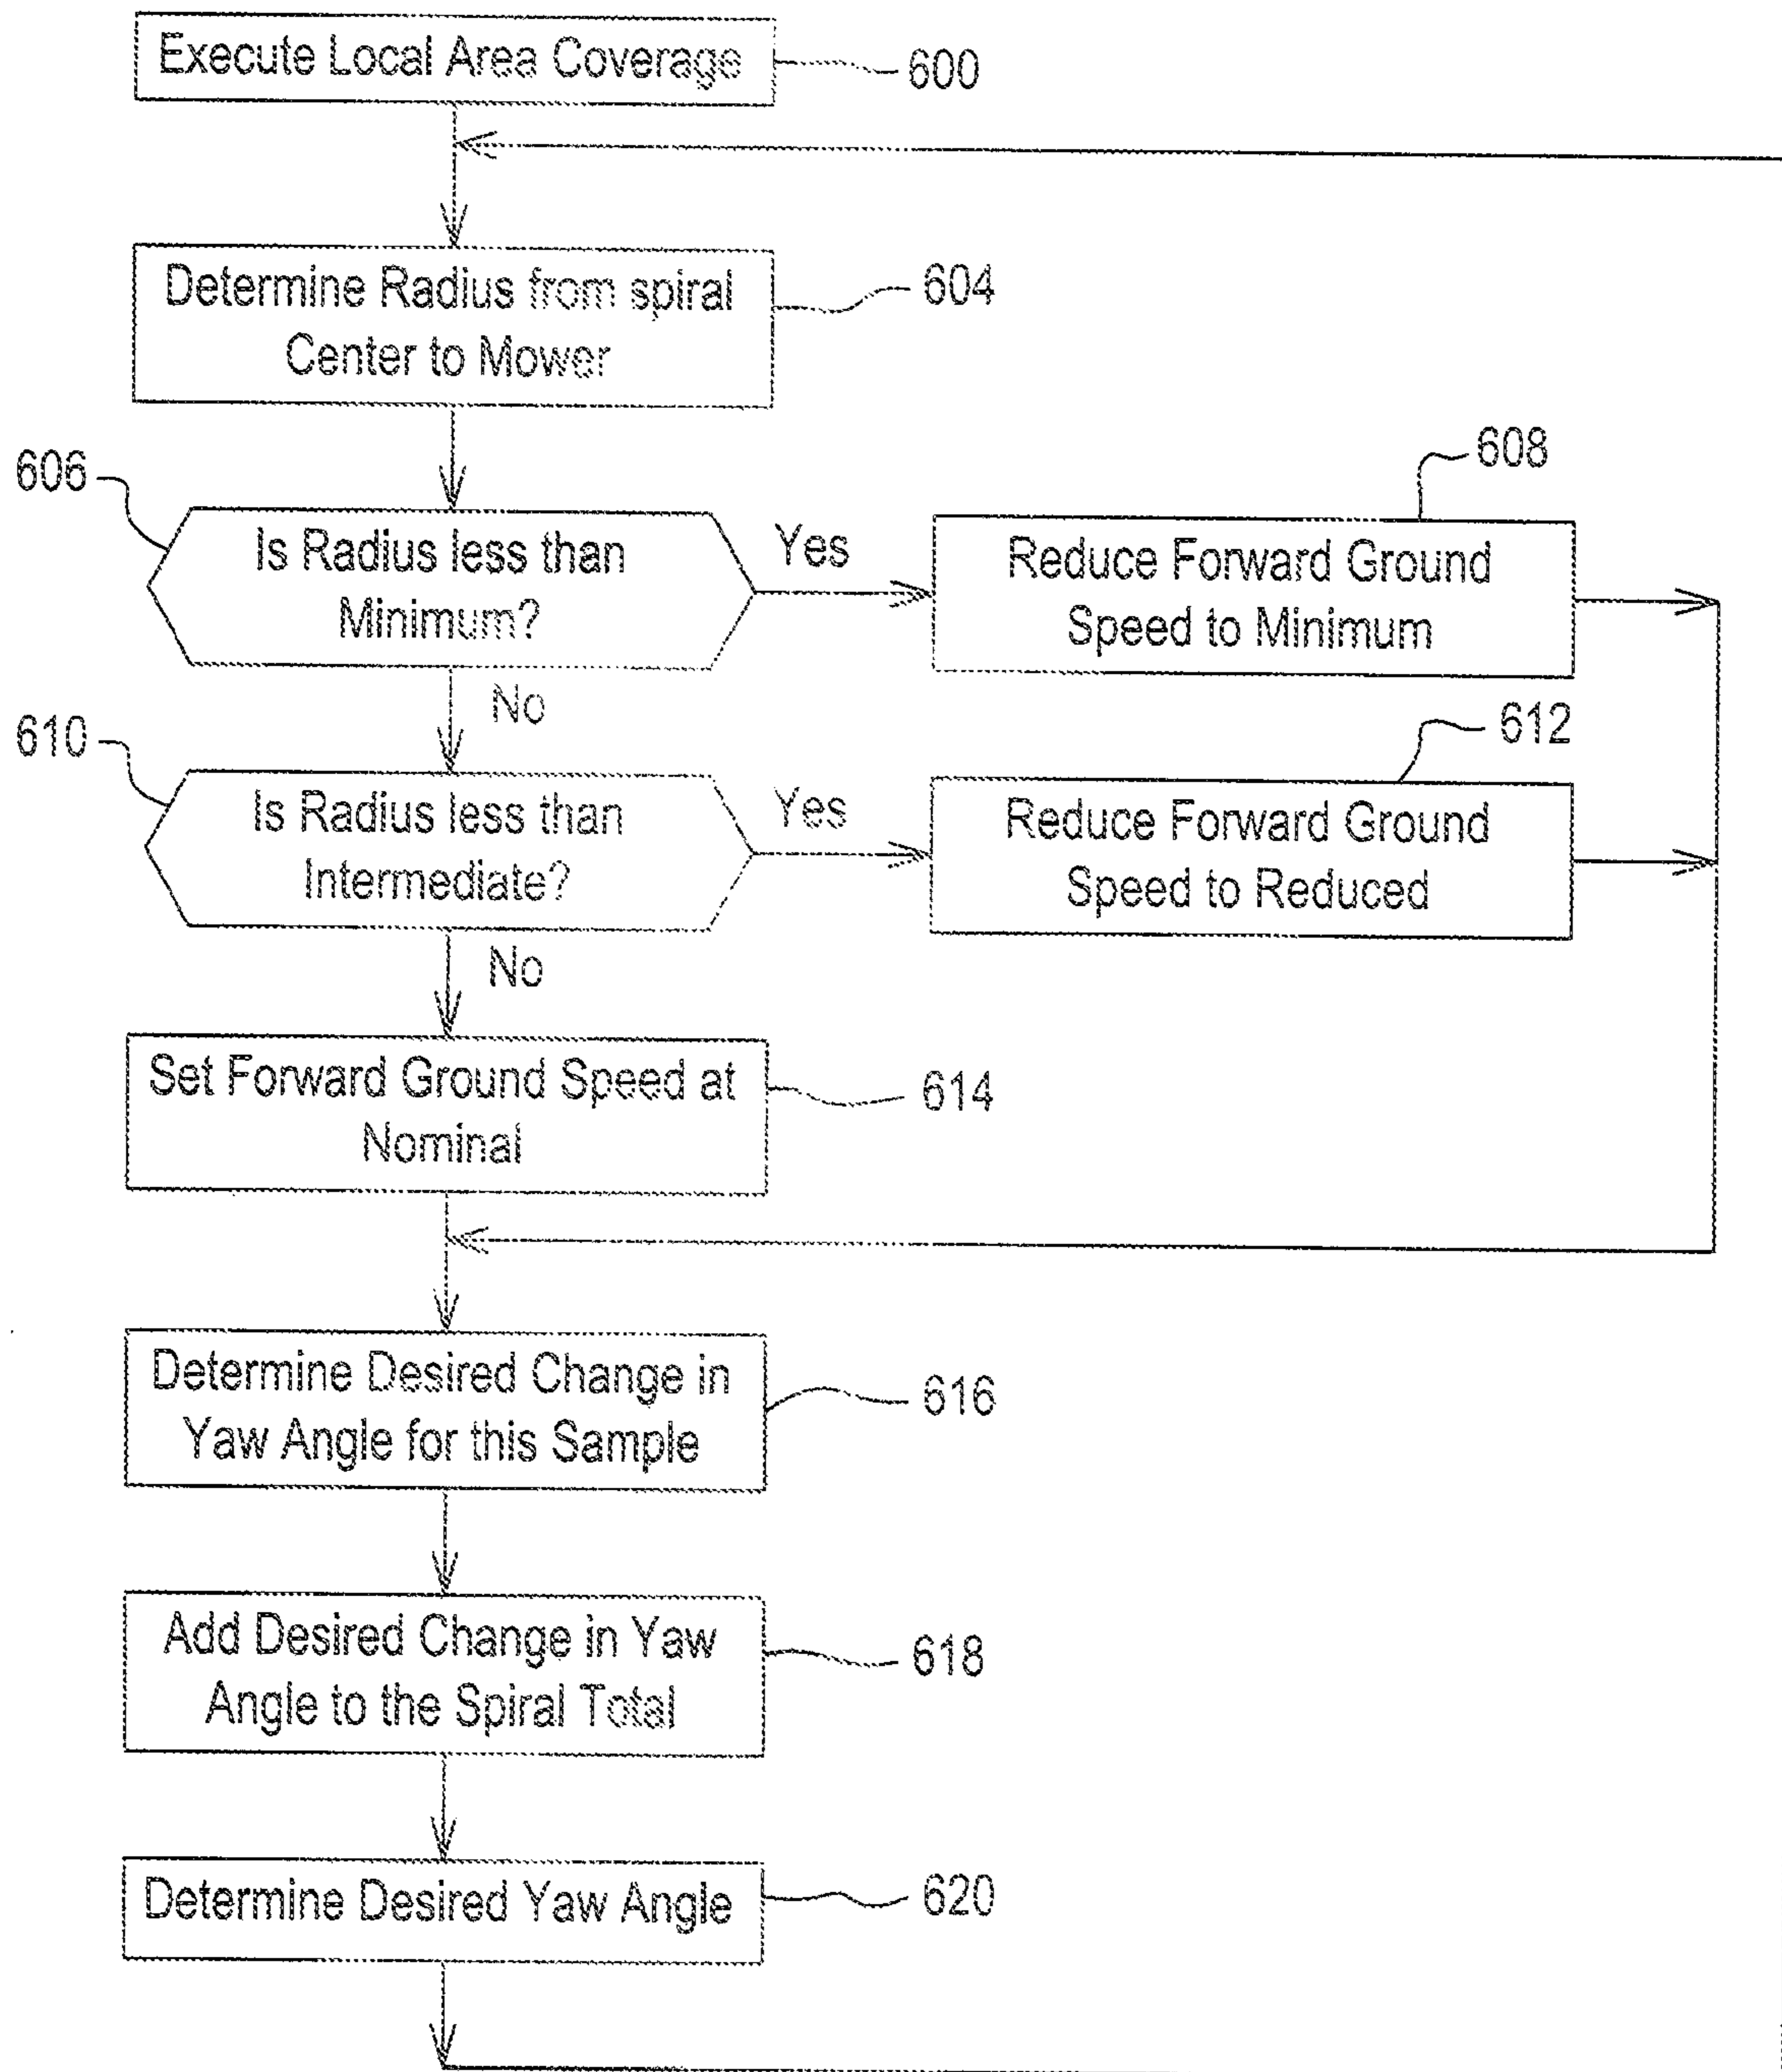 Execute Local Area Coverage
600
Determine Radius from spiral
Center to Mower
604
606
Is Radius less than
Minimum?
Yes
608
Reduce Forward Ground
Speed to Minimum
No
610
Is Radius less than
Intermediate?
Yes
612
Reduce Forward Ground
Speed to Reduced
No
Set Forward Ground Speed at
Nominal
614
Determine Desired Change in
Yaw Angle for this Sample
616
Add Desired Change in Yaw
Angle to the Spiral Total
618
Determine Desired Yaw Angle
620